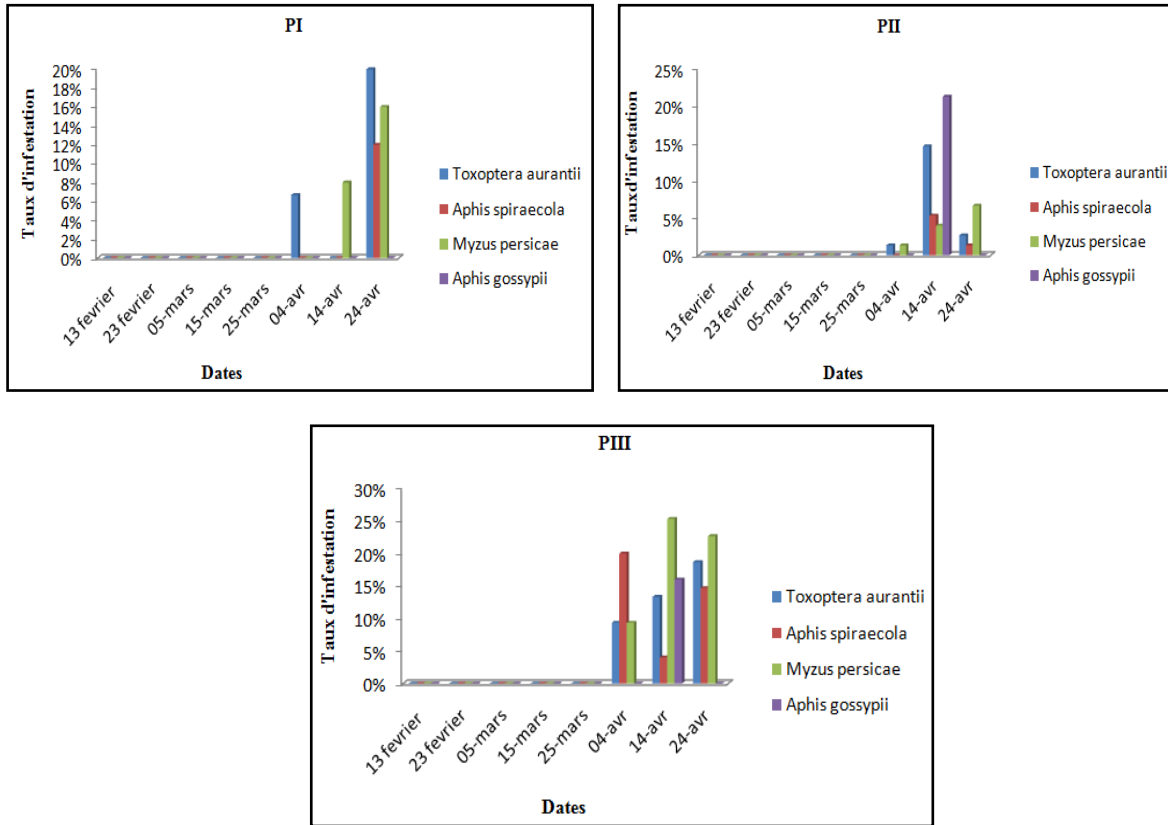 PI
Taux d'infestation
20%
18%
16%
14%
12%
10%
8%
6%
4%
2%
0%
13 fevrier
23 fevrier
05-mars
15-mars
25-mars
04-avr
14-avr
24-avr
Dates
Toxoptera aurantii
Aphis spiraecola
Myzus persicae
Aphis gossypii
PII
Taux d'infestation
25%
20%
15%
10%
5%
0%
13 fevrier
23 fevrier
05-mars
15-mars
25-mars
04-avr
14-avr
24-avr
Dates
Toxoptera aurantii
Aphis spiraecola
Myzus persicae
Aphis gossypii
PIII
Taux d'infestation
30%
25%
20%
15%
10%
5%
0%
13 fevrier
23 fevrier
05-mars
15-mars
25-mars
04-avr
14-avr
24-avr
Dates
Toxoptera aurantii
Aphis spiraecola
Myzus persicae
Aphis gossypii